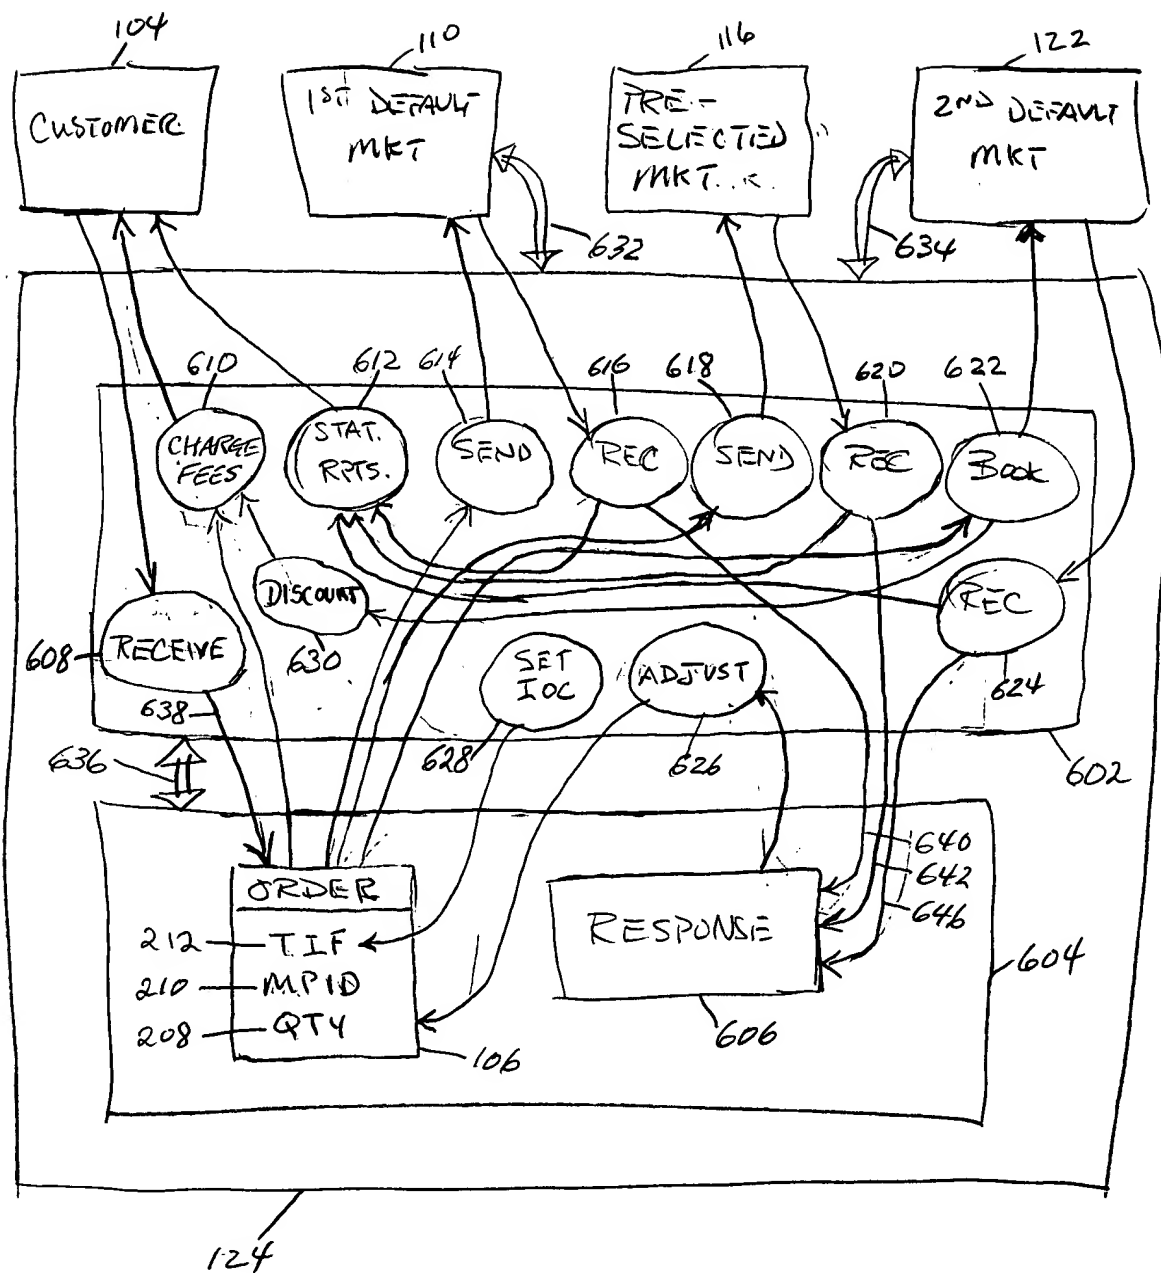 104
110
116
122
CUSTOMER
1ST DEFAULT
MKT
PRE-
SELECTED
MKT...
2ND DEFAULT
MKT
632
634
610
612
614
616
618
620
622
CHARGE
FEES
STAT.
RPTS.
SEND
REC
SEND
REC
BOOK
DISCOUNT
REC
608
RECEIVE
630
SET
IOC
ADJUST
624
638
636
628
626
602
640
642
646
ORDER
212
TIF
210
MPID
208
QTY
106
RESPONSE
606
604
124